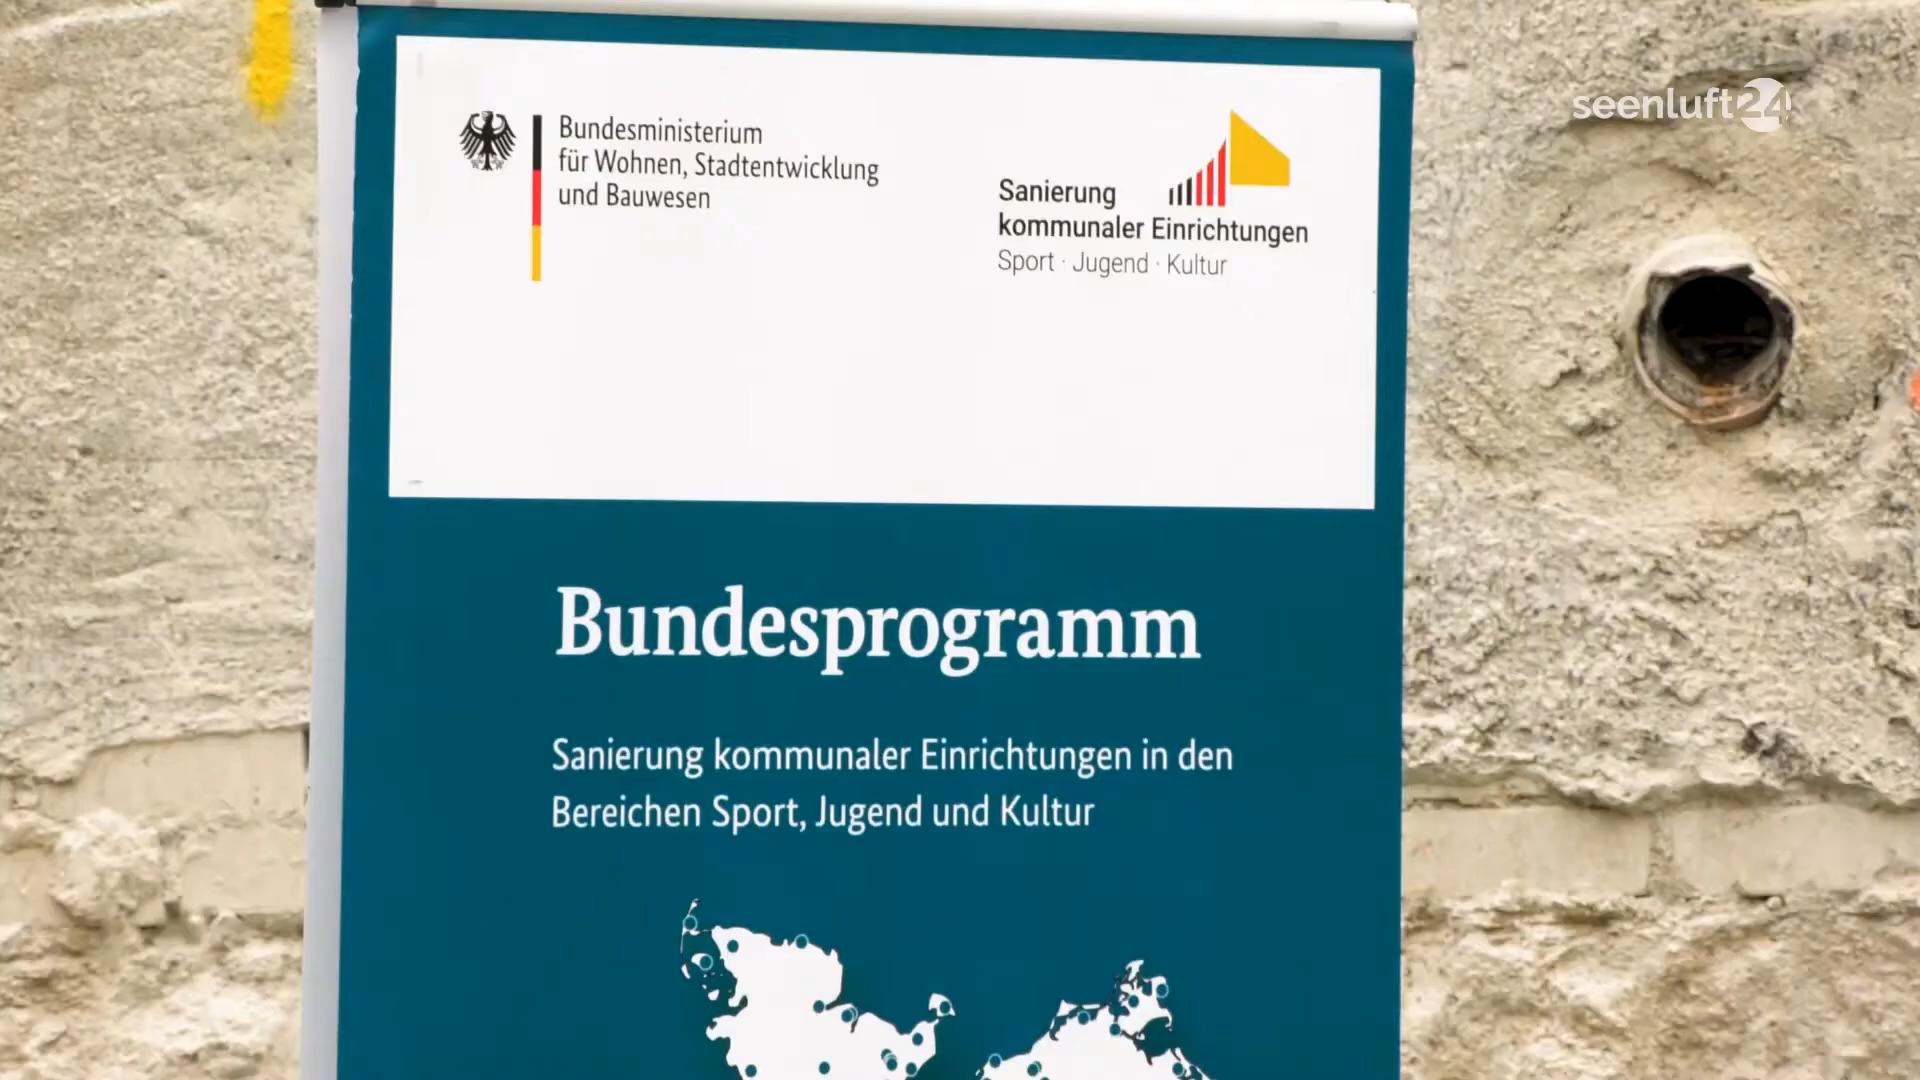 Bundesministerium
für Wohnen, Stadtentwicklung
und Bauwesen
Sanierung
kommunaler Einrichtungen
Sport · Jugend · Kultur
seenluft24
Bundesprogramm
Sanierung kommunaler Einrichtungen in den
Bereichen Sport, Jugend und Kultur